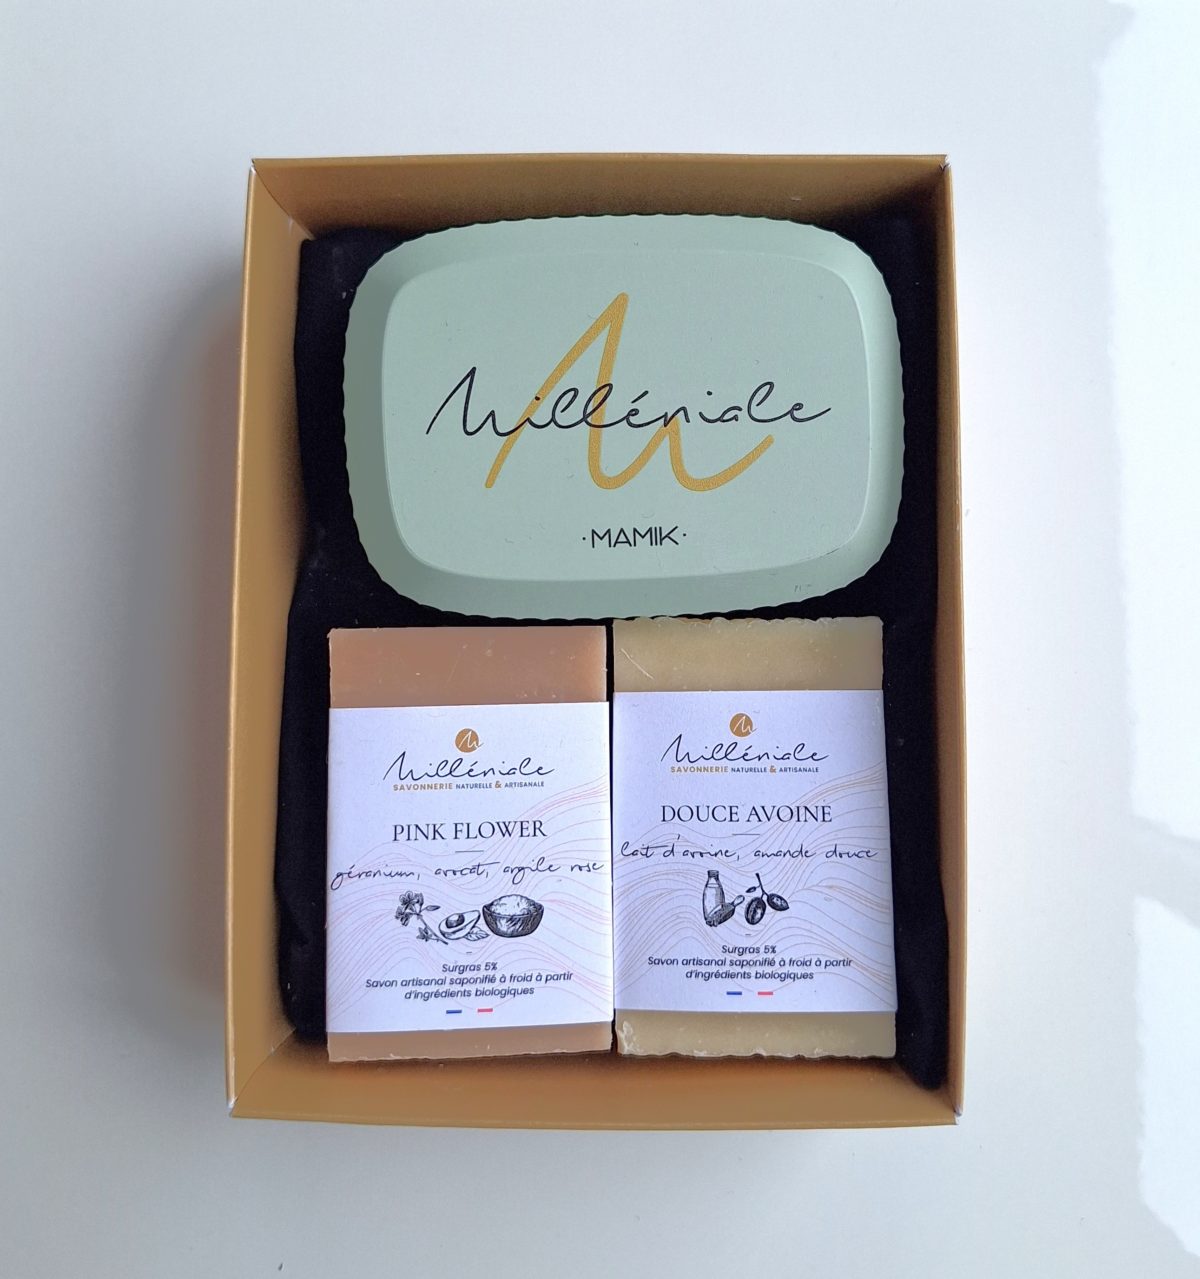 Milléniale
·MAMIK·
Milléniale
SAVONNERIE NATURELLE & ARTISANALE
PINK FLOWER
géranium, avocat, argile rose
Surgras 5%
Savon artisanal saponifié à froid à partir
d'ingrédients biologiques
Milléniale
SAVONNERIE NATURELLE & ARTISANALE
DOUCE AVOINE
lait d'avoine, amande douce
Surgras 5%
Savon artisanal saponifié à froid à partir
d'ingrédients biologiques